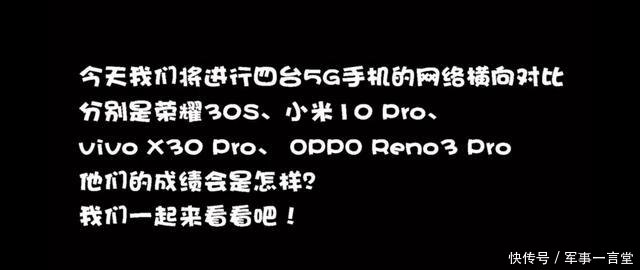 今天我们将进行四台5G手机的网络横向对比
分别是荣耀30S、小米10 Pro、
vivo X30 Pro、 OPPO Reno3 Pro
他们的成绩会是怎样?
我们一起来看看吧！
快传号 / 军事一言堂